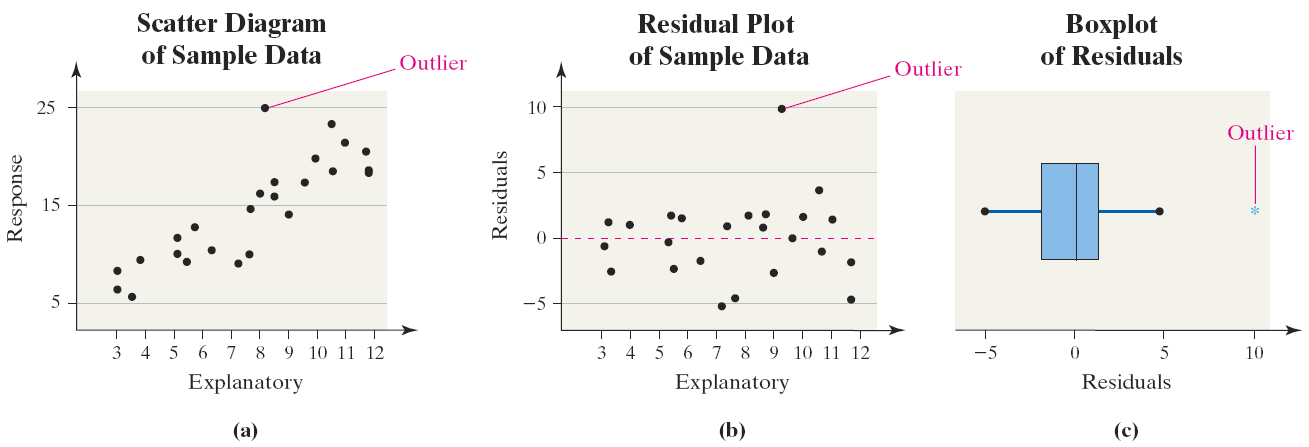 Scatter Diagram
of Sample Data
Outlier
Response
25
15
5
3 4 5 6 7 8 9 10 11 12
Explanatory
(a)
Residual Plot
of Sample Data
Outlier
Residuals
10
5
0
−5
3 4 5 6 7 8 9 10 11 12
Explanatory
(b)
Boxplot
of Residuals
Outlier
*
−5 0 5 10
Residuals
(c)